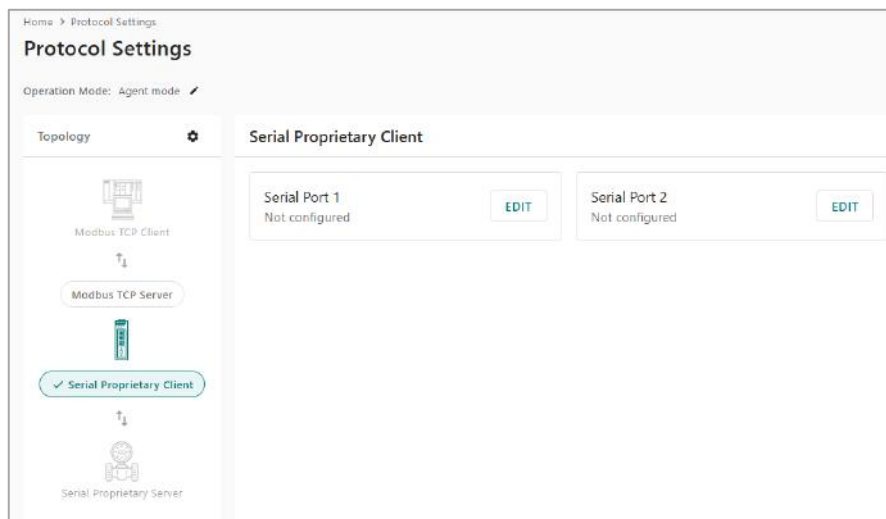 Home > Protocol Settings
Protocol Settings
Operation Mode: Agent mode
Topology
Modbus TCP Client
Modbus TCP Server
Serial Proprietary Client
Serial Proprietary Server
Serial Proprietary Client
Serial Port 1
Not configured
EDIT
Serial Port 2
Not configured
EDIT